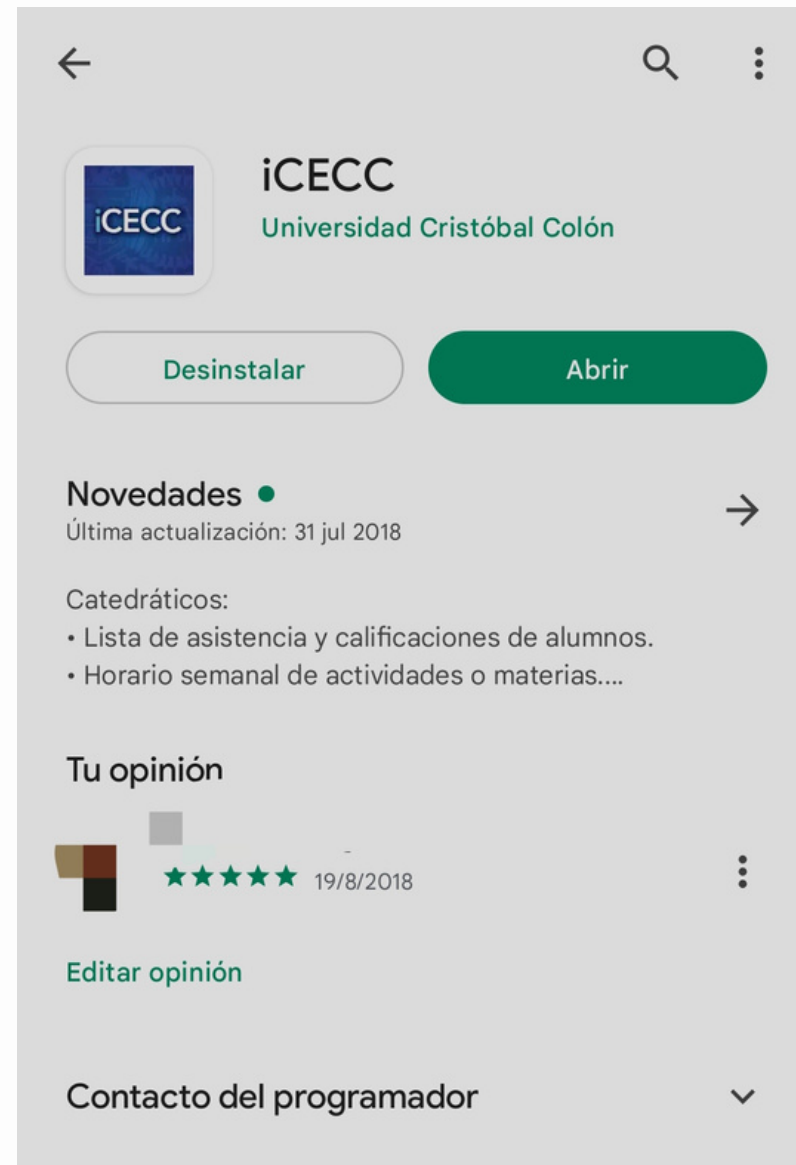 iCECC
iCECC
Universidad Cristóbal Colón
Desinstalar
Abrir
Novedades
Última actualización: 31 jul 2018
Catedráticos:
• Lista de asistencia y calificaciones de alumnos.
• Horario semanal de actividades o materias....
Tu opinión
19/8/2018
Editar opinión
Contacto del programador